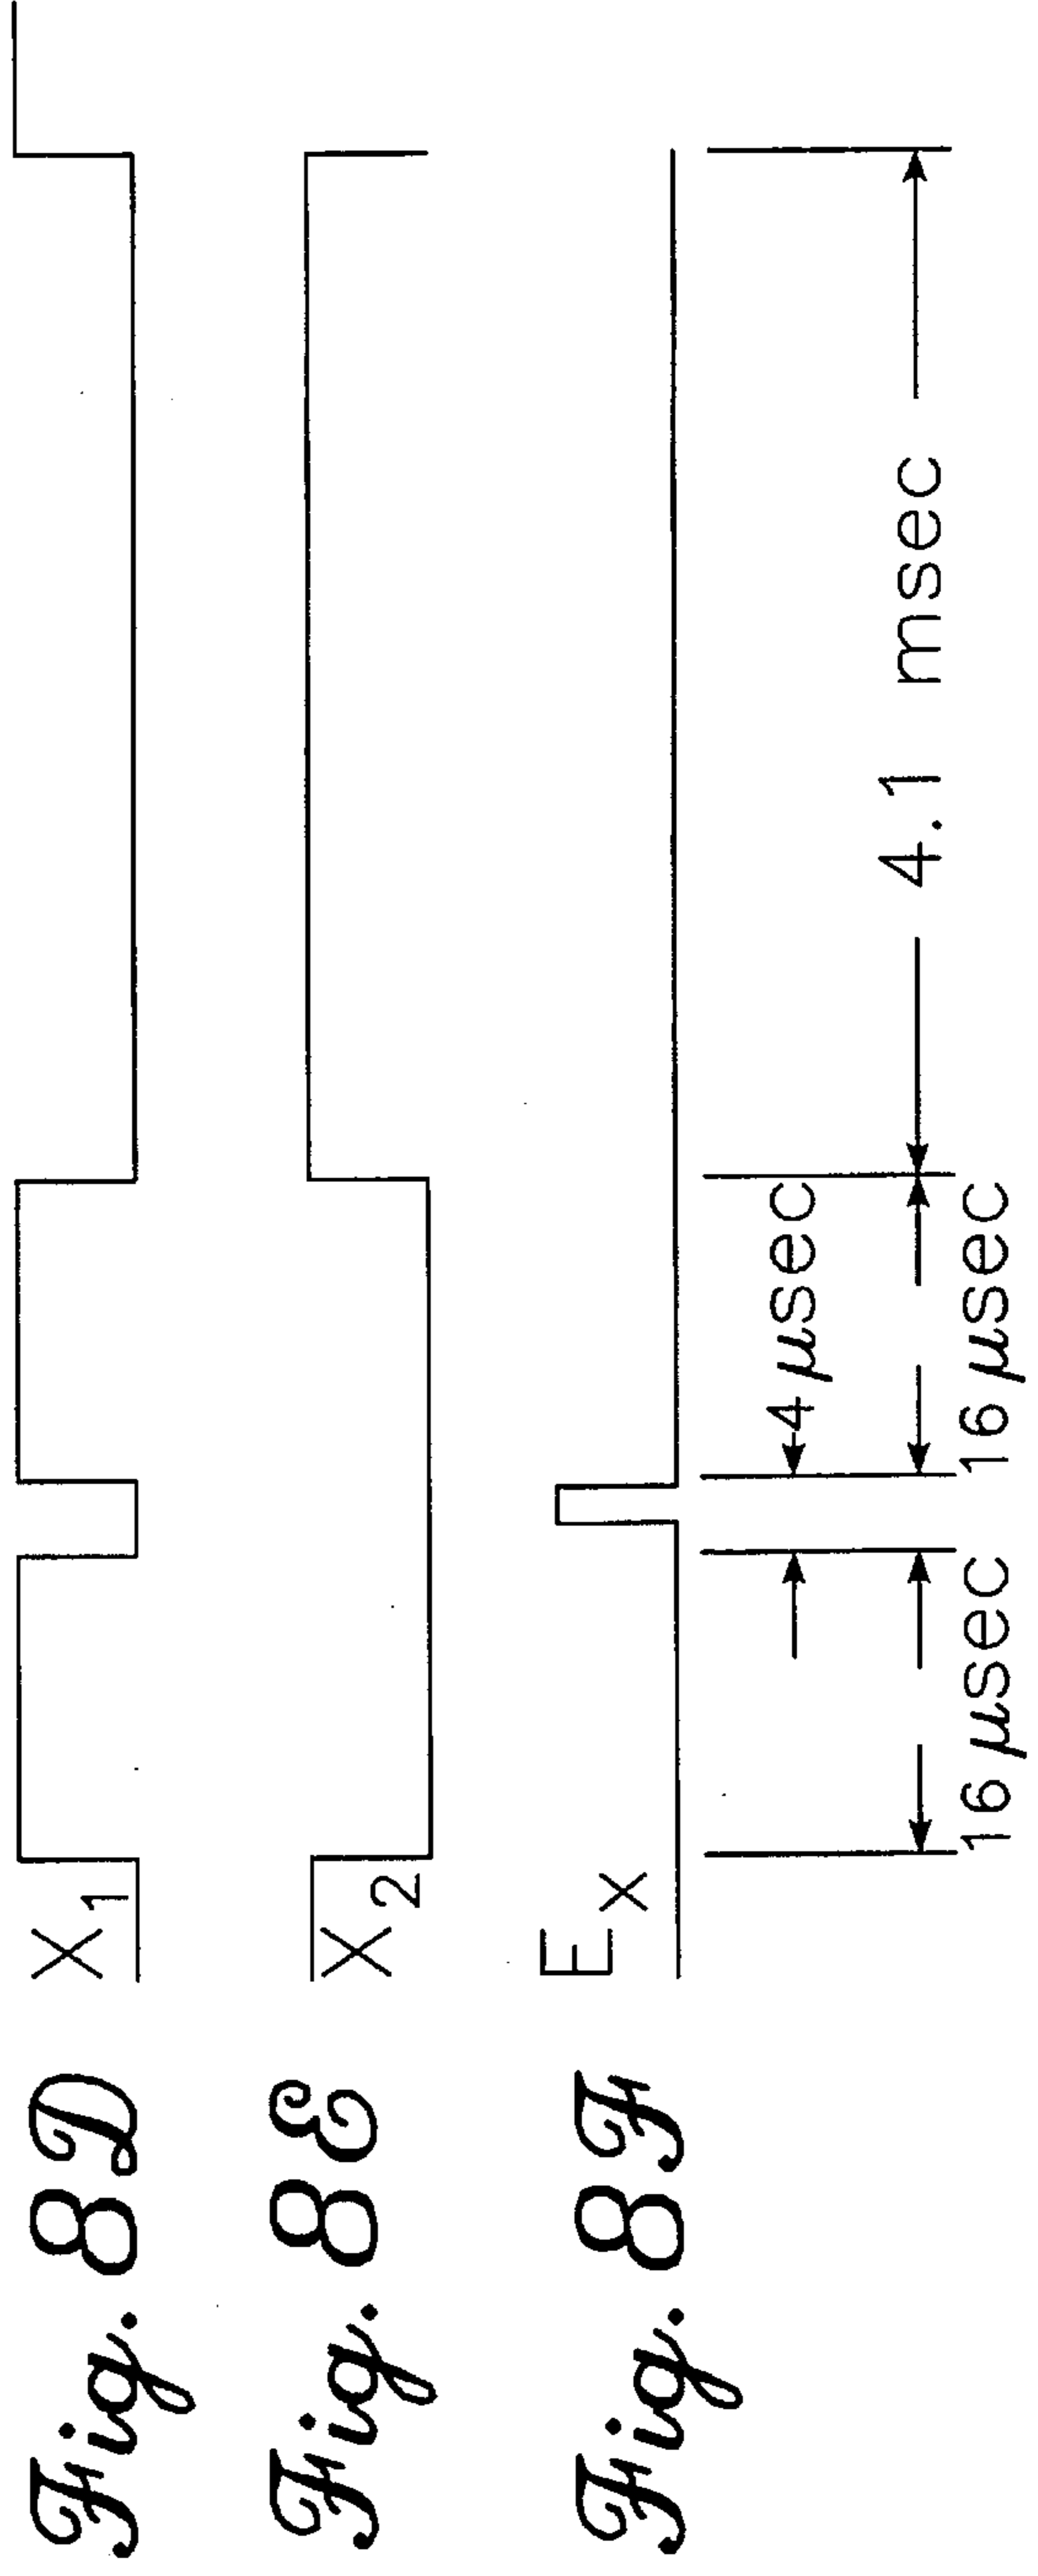 Fig. 8D
X1
Fig. 8E
X2
Fig. 8F
Ex
4 μsec
16 μsec
16 μsec
4.1 msec